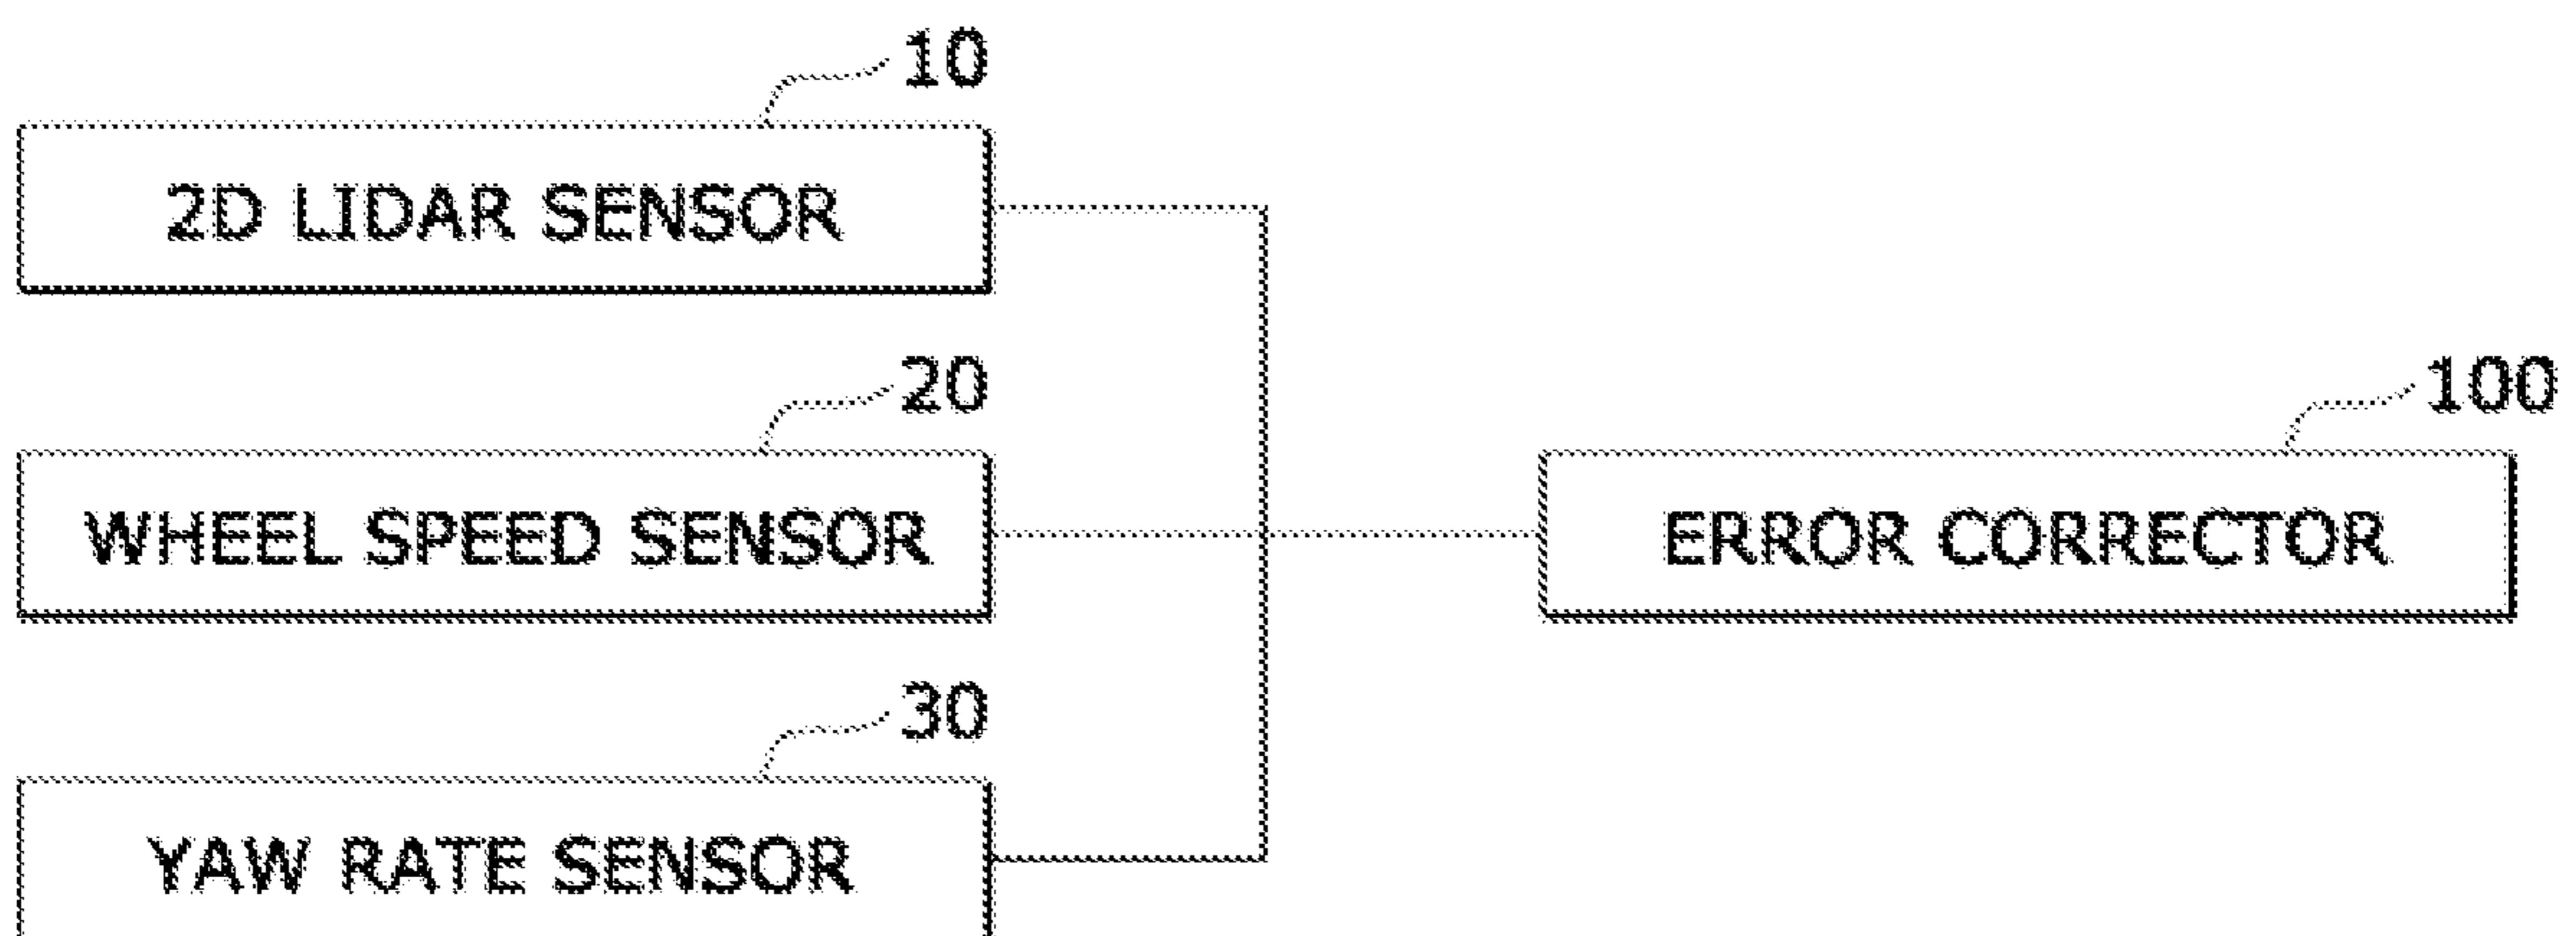 10
2D LIDAR SENSOR
20
100
WHEEL SPEED SENSOR
ERROR CORRECTOR
30
YAW RATE SENSOR